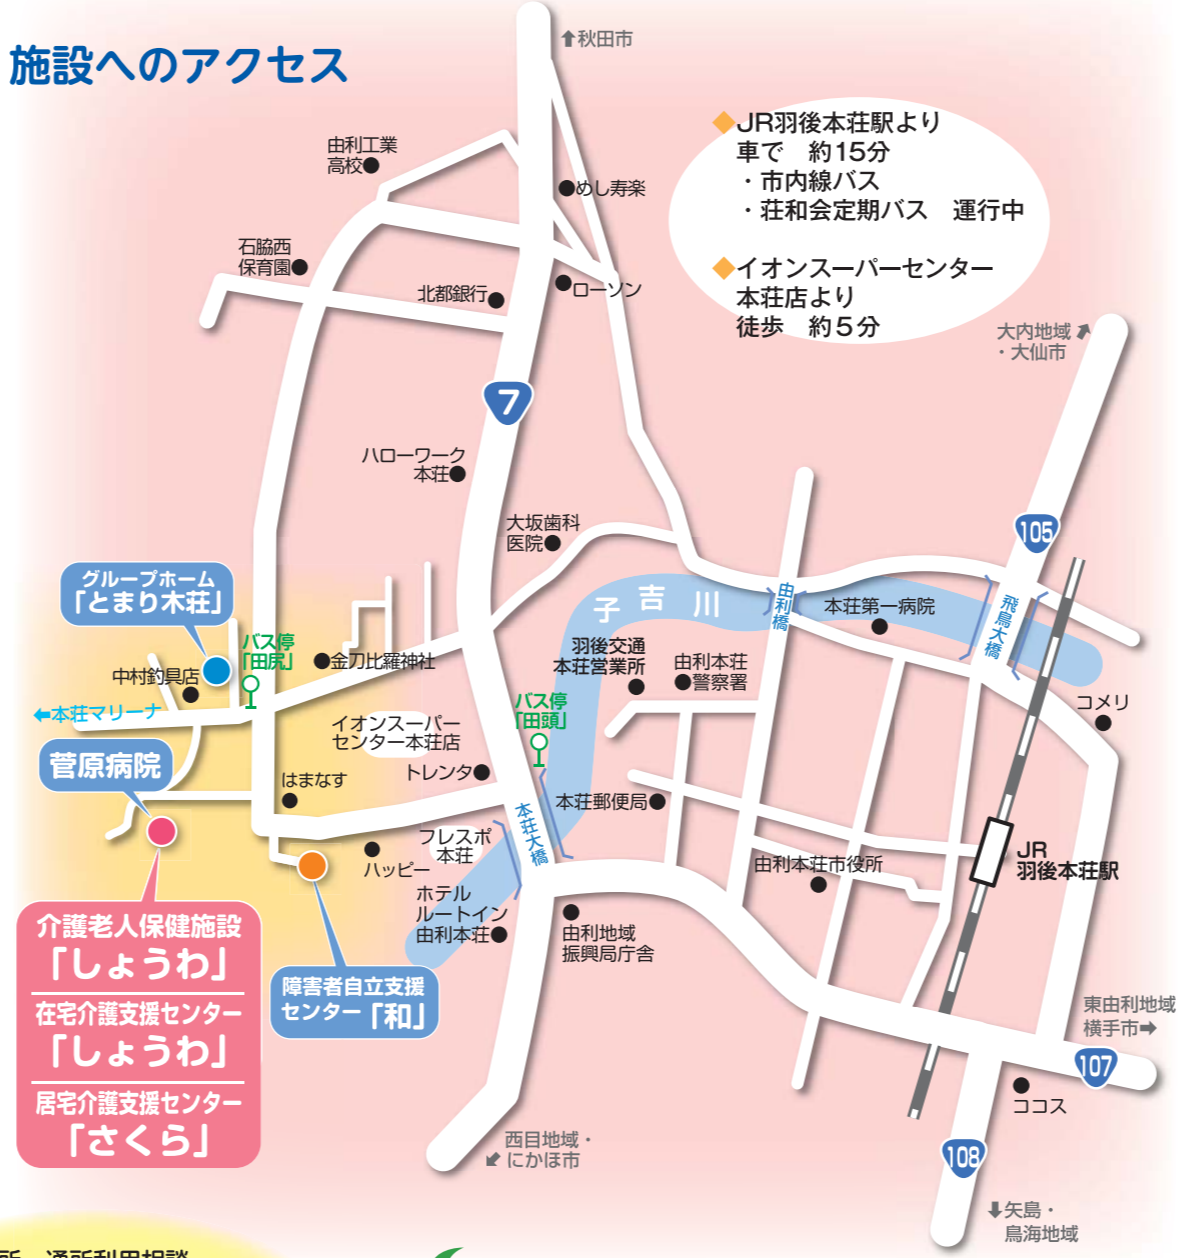 施設へのアクセス
⬆秋田市
◆JR羽後本荘駅より
車で 約15分
・市内線バス
・荘和会定期バス 運行中
◆イオンスーパーセンター
本荘店より
徒歩 約5分
由利工業
高校●
●めし寿楽
石脇西
保育園●
北都銀行●
●ローソン
大内地域
・大仙市
7
ハローワーク
本荘●
大坂歯科
医院●
105
グループホーム
「とまり木荘」
子吉川
由利橋
本荘第一病院
飛鳥大橋
バス停
「田尻」
●金刀比羅神社
羽後交通
本荘営業所
由利本荘
●警察署
中村釣具店
⬅本荘マリーナ
バス停
「田頭」
コメリ
イオンスーパー
センター本荘店
菅原病院
トレンタ●
はまなす
本荘郵便局●
本荘大橋
フレスポ
本荘
ハッピー
JR
羽後本荘駅
由利本荘市役所
ホテル
ルートイン
由利本荘●
由利地域
振興局庁舎
介護老人保健施設
「しょうわ」
在宅介護支援センター
「しょうわ」
居宅介護支援センター
「さくら」
障害者自立支援
センター「和」
東由利地域
横手市➡
107
ココス
西目地域・
にかほ市
108
⬇矢島・
鳥海地域
所・通所利用相談